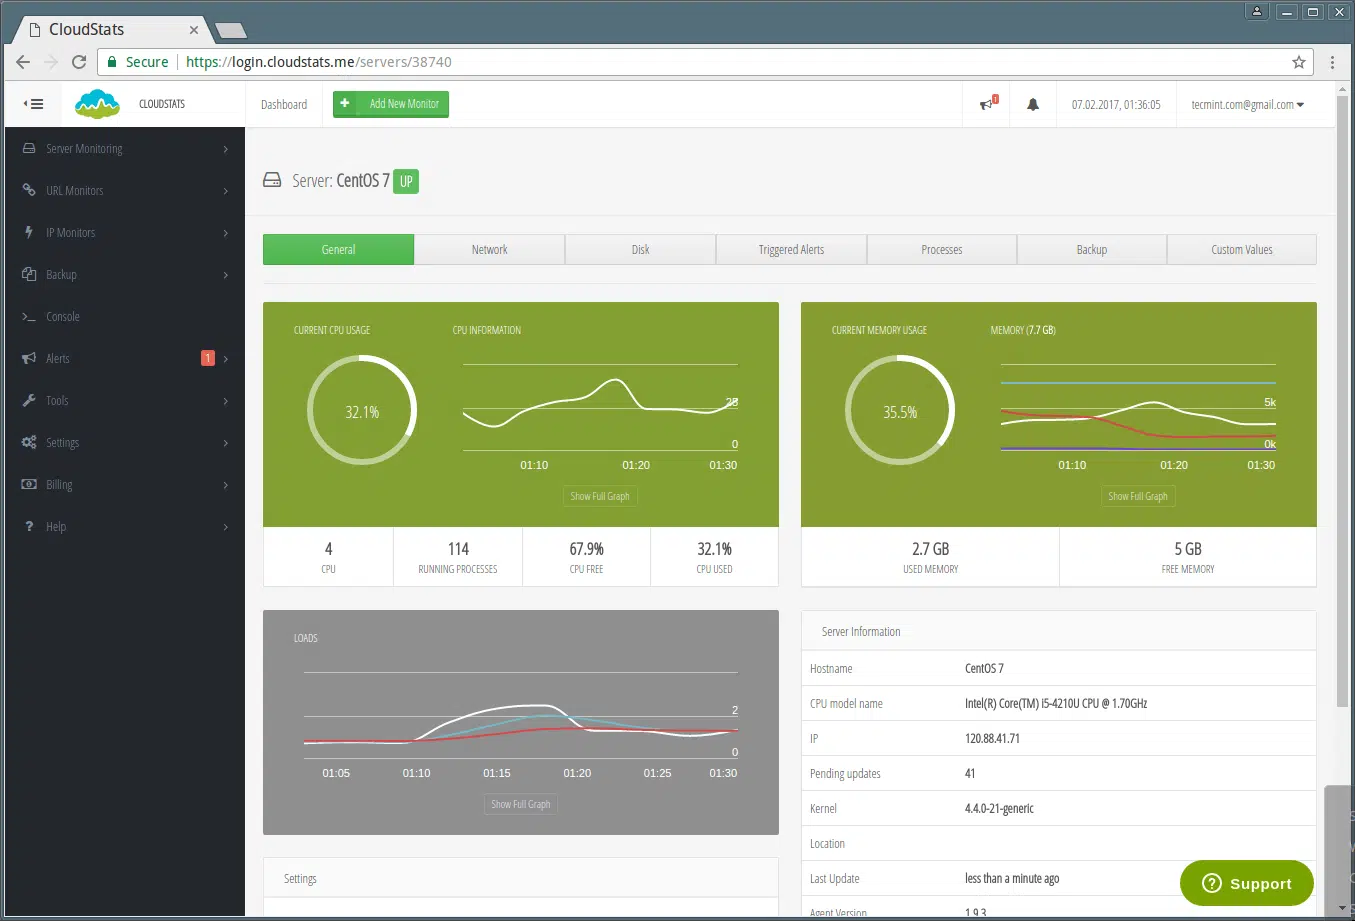 CloudStats
Secure https://login.cloudstats.me/servers/38740
CLOUDSTATS Dashboard + Add New Monitor 1 07.02.2017, 01:36:05 tecmint.com@gmail.com
Server Monitoring
URL Monitors
IP Monitors
Backup
Console
Alerts 1
Tools
Settings
Billing
? Help
Server: CentOS 7 UP
General Network Disk Triggered Alerts Processes Backup Custom Values
CURRENT CPU USAGE CPU INFORMATION
32.1%
25
0
01:10 01:20 01:30
Show Full Graph
4 114 67.9% 32.1%
CPU RUNNING PROCESSES CPU FREE CPU USED
CURRENT MEMORY USAGE MEMORY (7.7 GB)
35.5%
5k
0k
01:10 01:20 01:30
Show Full Graph
2.7 GB 5 GB
USED MEMORY FREE MEMORY
LOADS
2
0
01:05 01:10 01:15 01:20 01:25 01:30
Show Full Graph
Settings
Server Information
Hostname CentOS 7
CPU model name Intel(R) Core(TM) i5-4210U CPU @ 1.70GHz
IP 120.88.41.71
Pending updates 41
Kernel 4.4.0-21-generic
Location
Last Update less than a minute ago
Agent Version 1.9.3
? Support